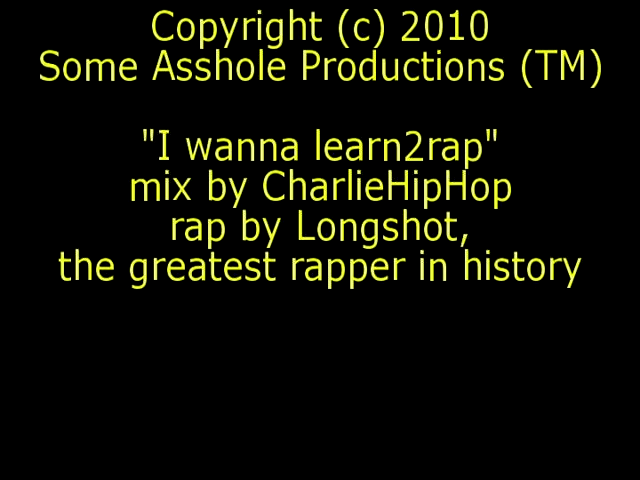 Copyright (c) 2010
Some Asshole Productions (TM)
"I wanna learn2rap"
mix by CharlieHipHop
rap by Longshot,
the greatest rapper in history